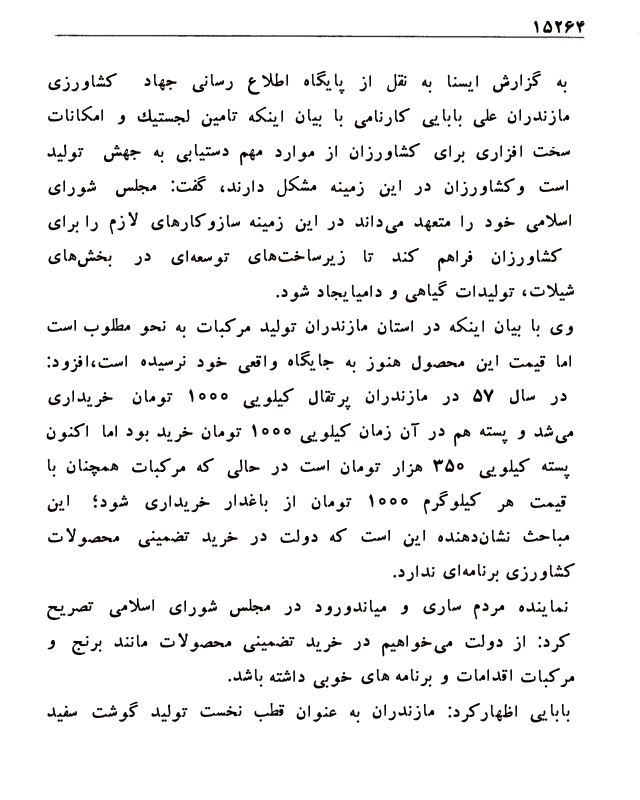 ۱۵۲۶۴
به گزارش ایسنا به نقل از پایگاه اطلاع رسانی جهاد کشاورزی
مازندران علی بابایی کارنامی با بیان اینکه تامین لجستیك و امکانات
سخت افزاری برای کشاورزان از موارد مهم دستیابی به جهش تولید
است وکشاورزان در این زمینه مشکل دارند، گفت: مجلس شورای
اسلامی خود را متعهد می‌داند در این زمینه سازوکارهای لازم را برای
کشاورزان فراهم کند تا زیرساخت‌های توسعه‌ای در بخش‌های
شیلات، تولیدات گیاهی و دامیایجاد شود.
وی با بیان اینکه در استان مازندران تولید مرکبات به نحو مطلوب است
اما قیمت این محصول هنوز به جایگاه واقعی خود نرسیده است،افزود:
در سال ۵۷ در مازندران پرتقال کیلویی ۱۰۰۰ تومان خریداری
می‌شد و پسته هم در آن زمان کیلویی ۱۰۰۰ تومان خرید بود اما اکنون
پسته کیلویی ۳۵۰ هزار تومان است در حالی که مرکبات همچنان با
قیمت هر کیلوگرم ۱۰۰۰ تومان از باغدار خریداری شود؛ این
مباحث نشان‌دهنده این است که دولت در خرید تضمینی محصولات
کشاورزی برنامه‌ای ندارد.
نماینده مردم ساری و میاندورود در مجلس شورای اسلامی تصریح
کرد: از دولت می‌خواهیم در خرید تضمینی محصولات مانند برنج و
مرکبات اقدامات و برنامه های خوبی داشته باشد.
بابایی اظهارکرد: مازندران به عنوان قطب نخست تولید گوشت سفید